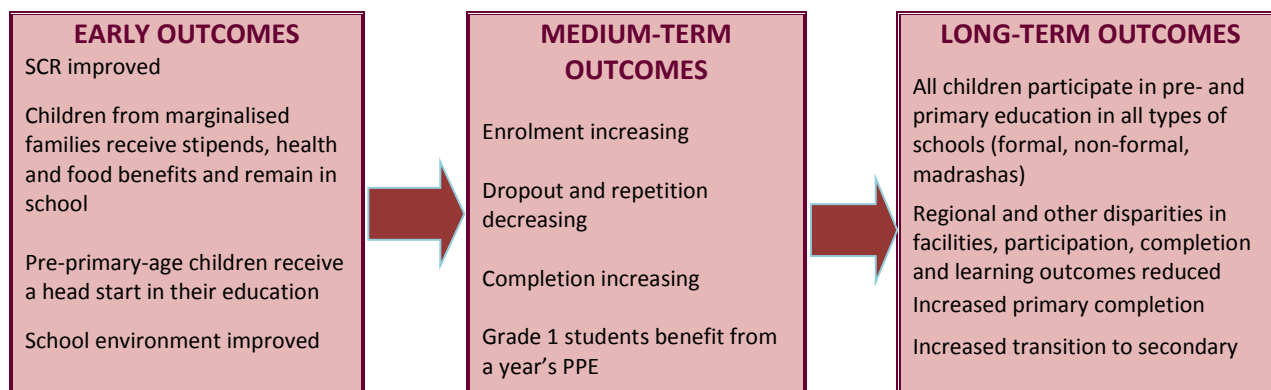 EARLY OUTCOMES
SCR improved
Children from marginalised
families receive stipends, health
and food benefits and remain in
school
Pre-primary-age children receive
a head start in their education
School environment improved
MEDIUM-TERM
OUTCOMES
Enrolment increasing
Dropout and repetition
decreasing
Completion increasing
Grade 1 students benefit from
a year’s PPE
LONG-TERM OUTCOMES
All children participate in pre- and
primary education in all types of
schools (formal, non-formal,
madrashas)
Regional and other disparities in
facilities, participation, completion
and learning outcomes reduced
Increased primary completion
Increased transition to secondary